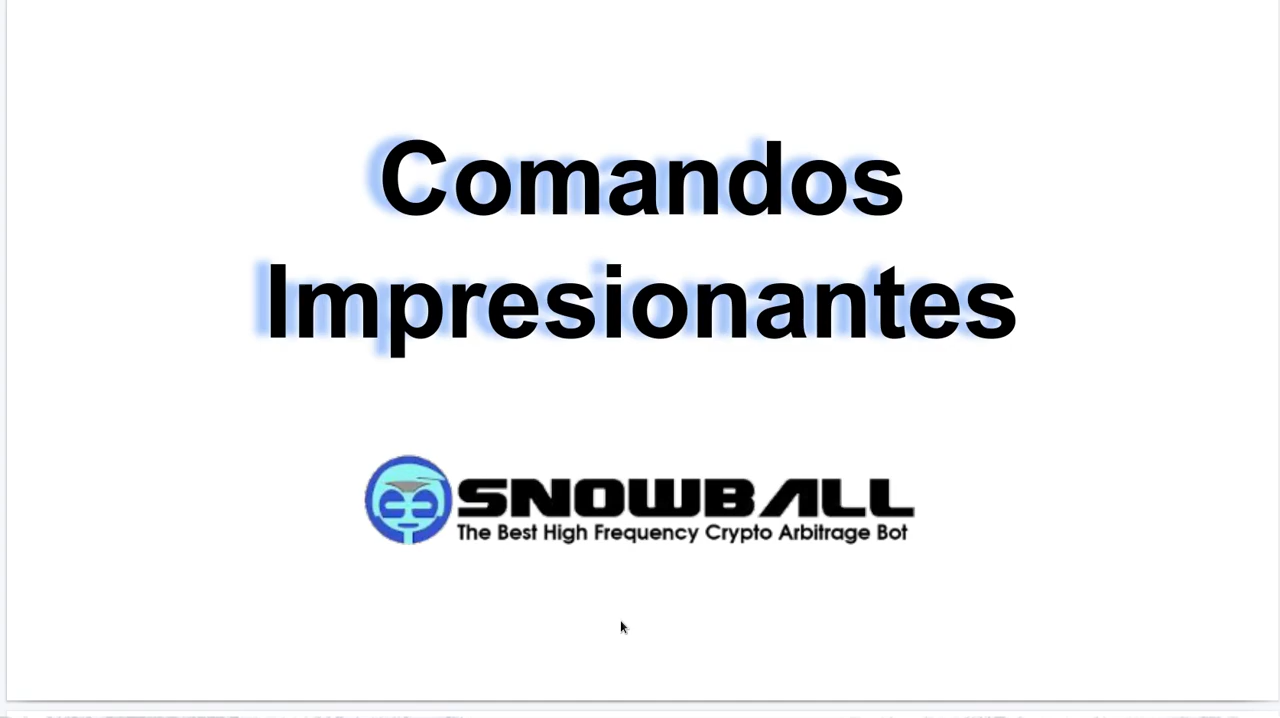 Comandos
Impresionantes
SNOWBALL
The Best High Frequency Crypto Arbitrage Bot